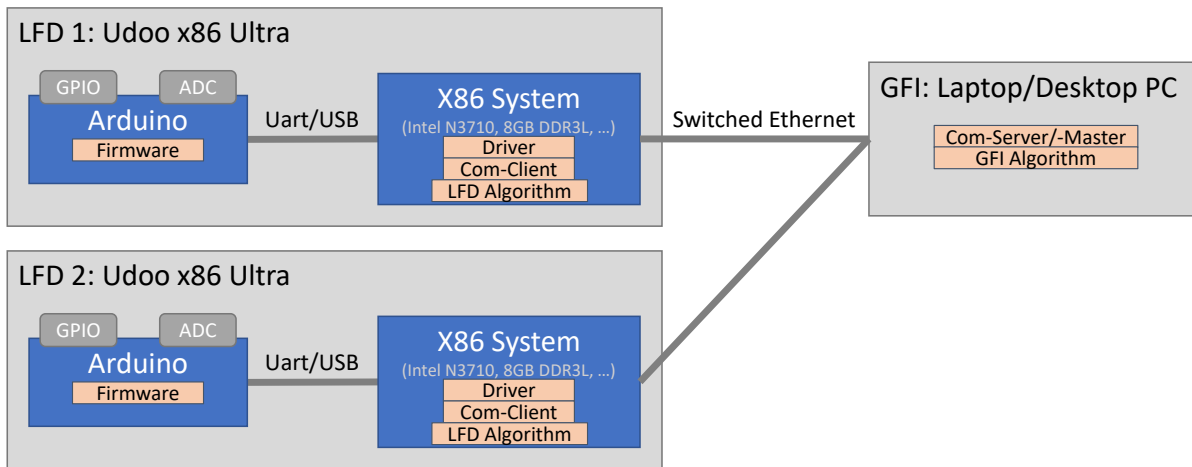 LFD 1: Udoo x86 Ultra
GPIO
ADC
Arduino
Firmware
Uart/USB
X86 System
(Intel N3710, 8GB DDR3L, ...)
Driver
Com-Client
LFD Algorithm
Switched Ethernet
GFI: Laptop/Desktop PC
Com-Server/-Master
GFI Algorithm
LFD 2: Udoo x86 Ultra
GPIO
ADC
Arduino
Firmware
Uart/USB
X86 System
(Intel N3710, 8GB DDR3L, ...)
Driver
Com-Client
LFD Algorithm